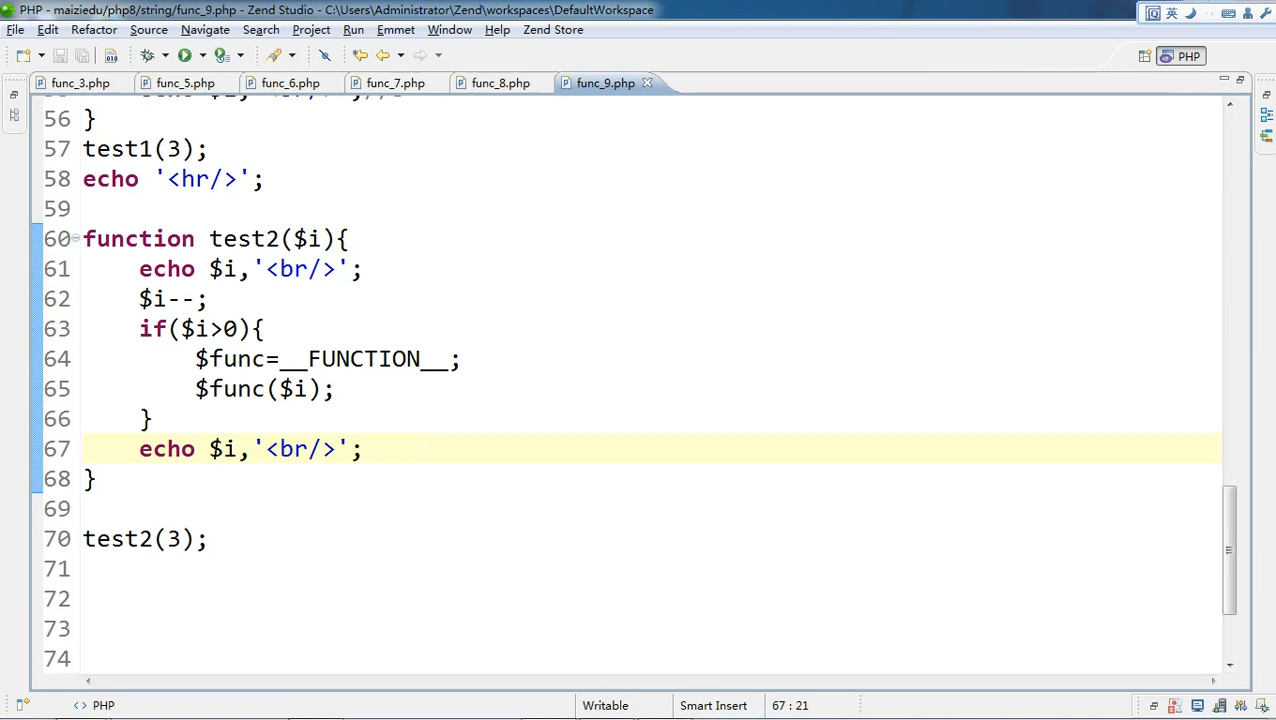 PHP - maiziedu/php8/string/func_9.php - Zend Studio - C:\Users\Administrator\Zend\workspaces\DefaultWorkspace
英
File Edit Refactor Source Navigate Search Project Run Emmet Window Help Zend Store
PHP
func_3.php func_5.php func_6.php func_7.php func_8.php func_9.php
56 }
57 test1(3);
58 echo '<hr/>';
59
60 function test2($i){
61 echo $i,'<br/>';
62 $i--;
63 if($i>0){
64 $func=__FUNCTION__;
65 $func($i);
66 }
67 echo $i,'<br/>';
68 }
69
70 test2(3);
71
72
73
74
<> PHP Writable Smart Insert 67 : 21